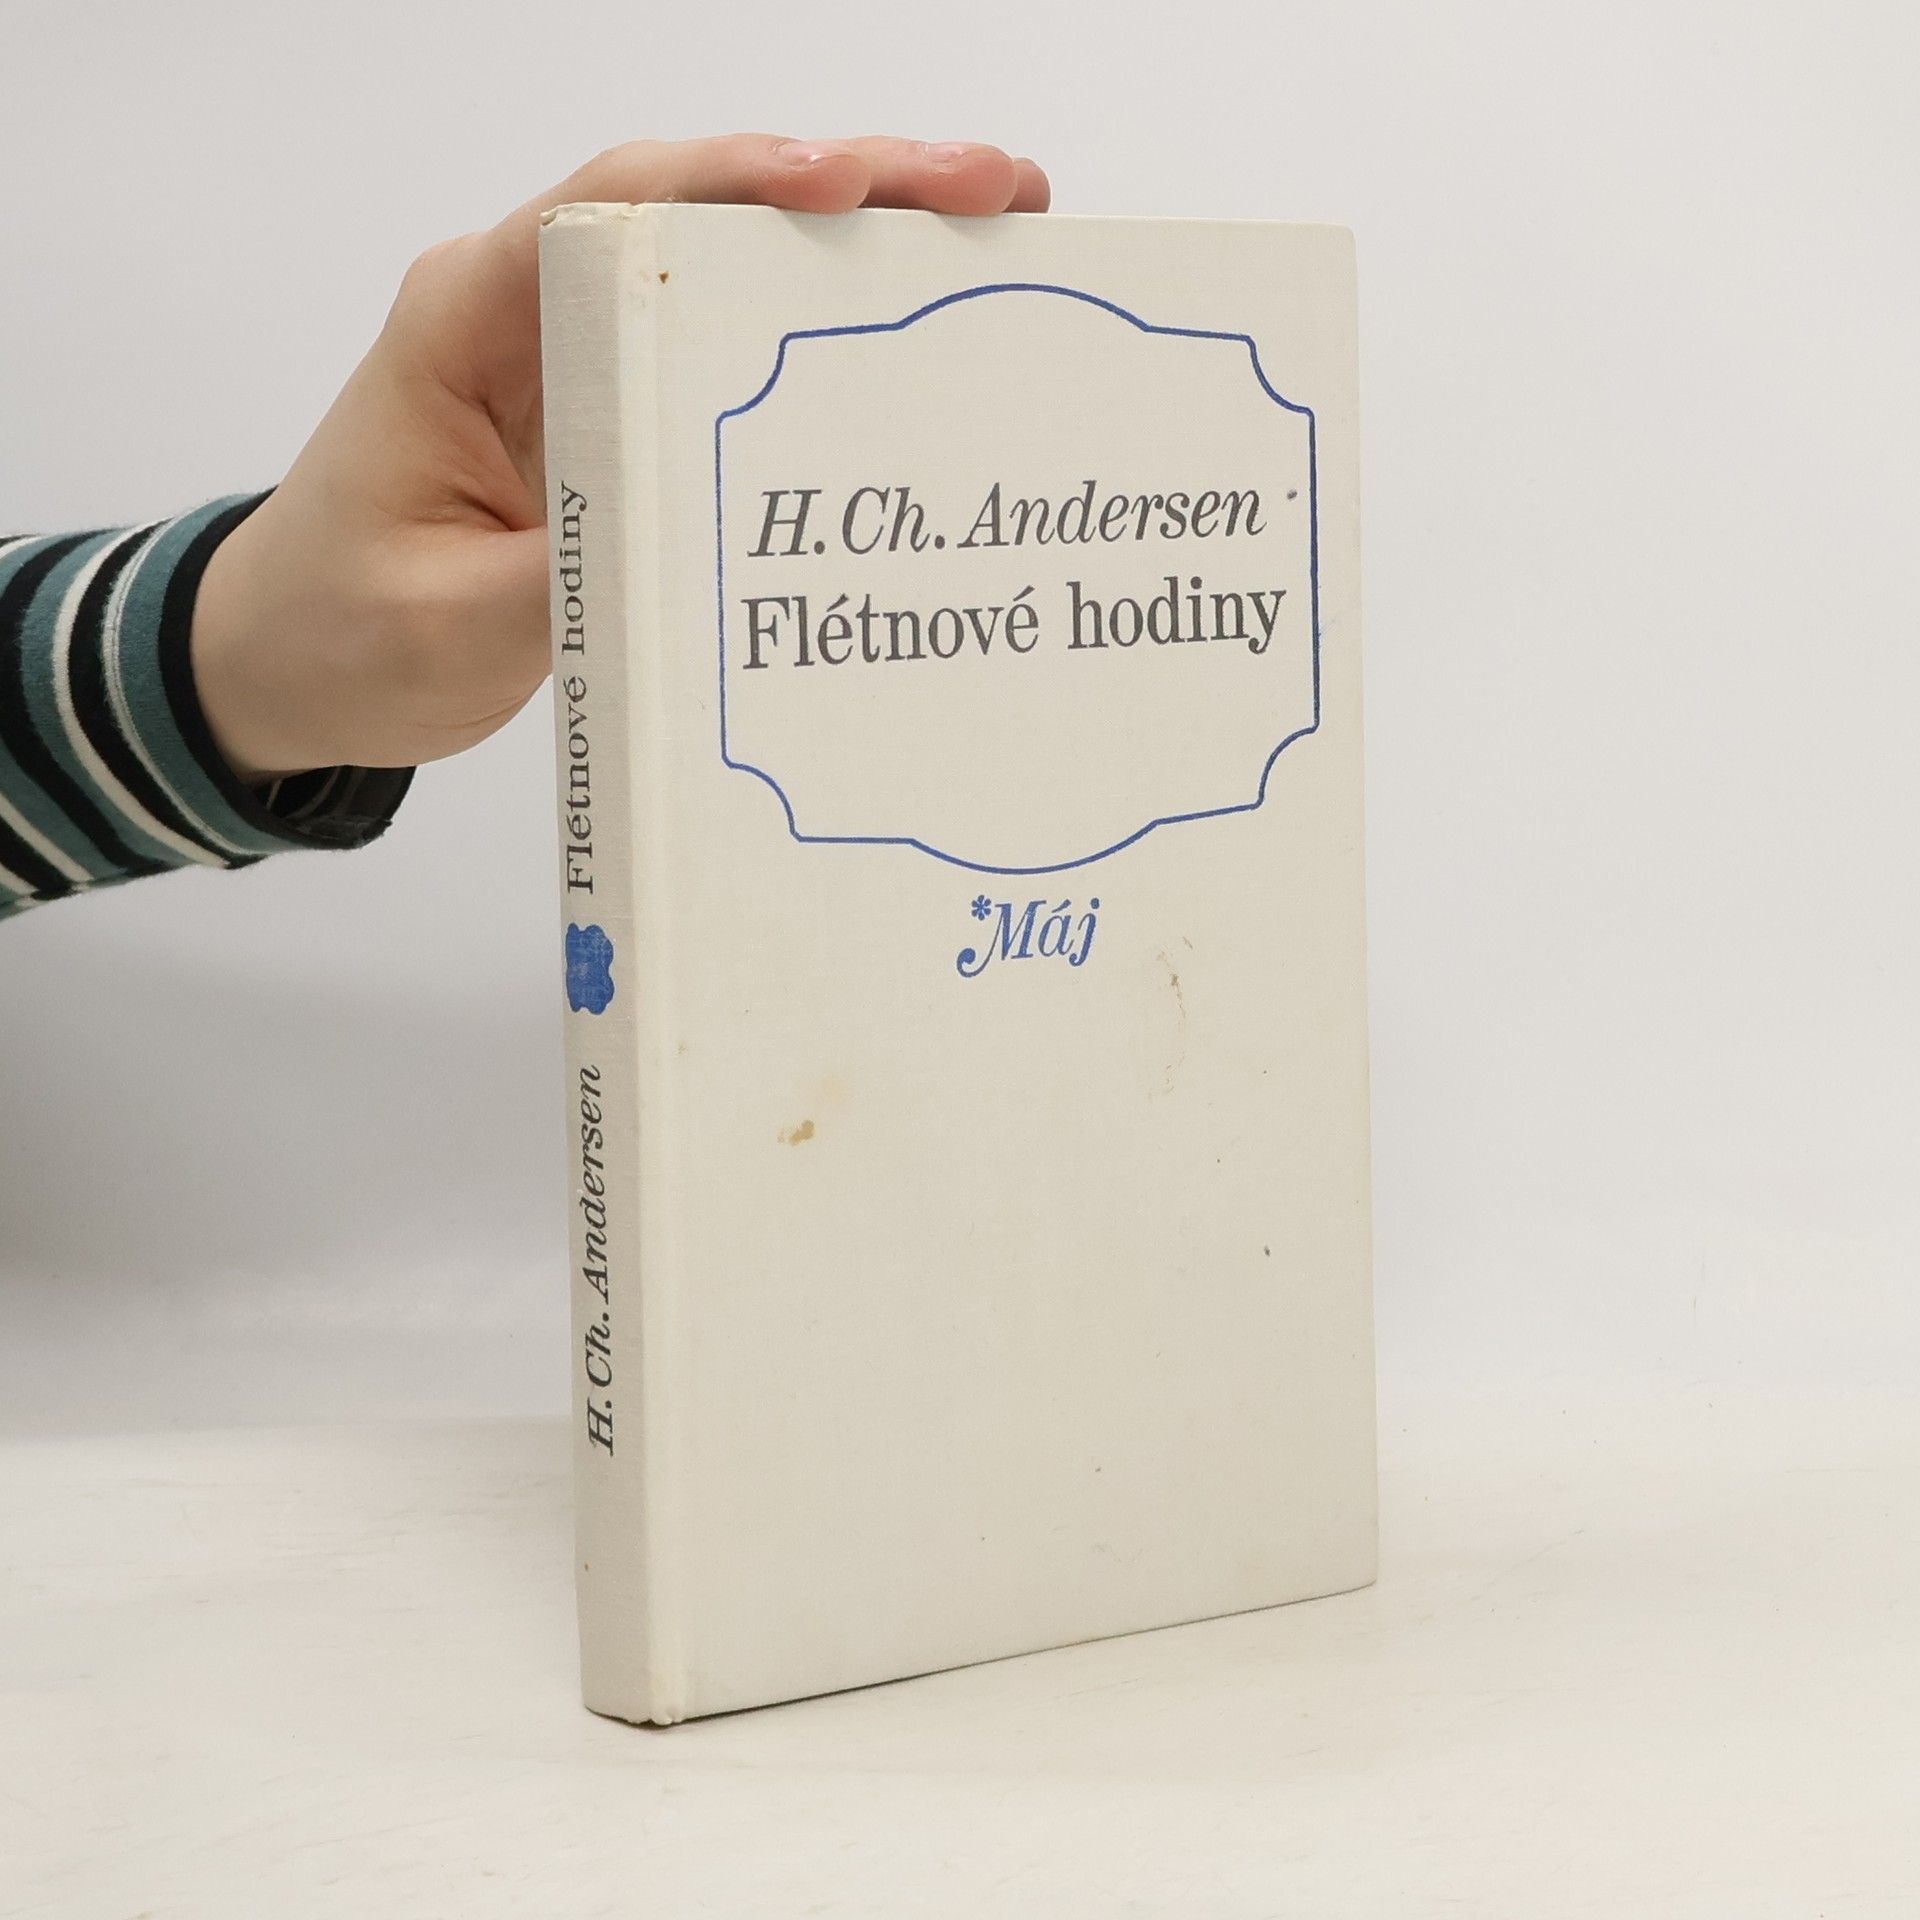 H. Ch. Andersen
Flétnové hodiny
*Máj
H. Ch. Andersen Flétnové hodiny